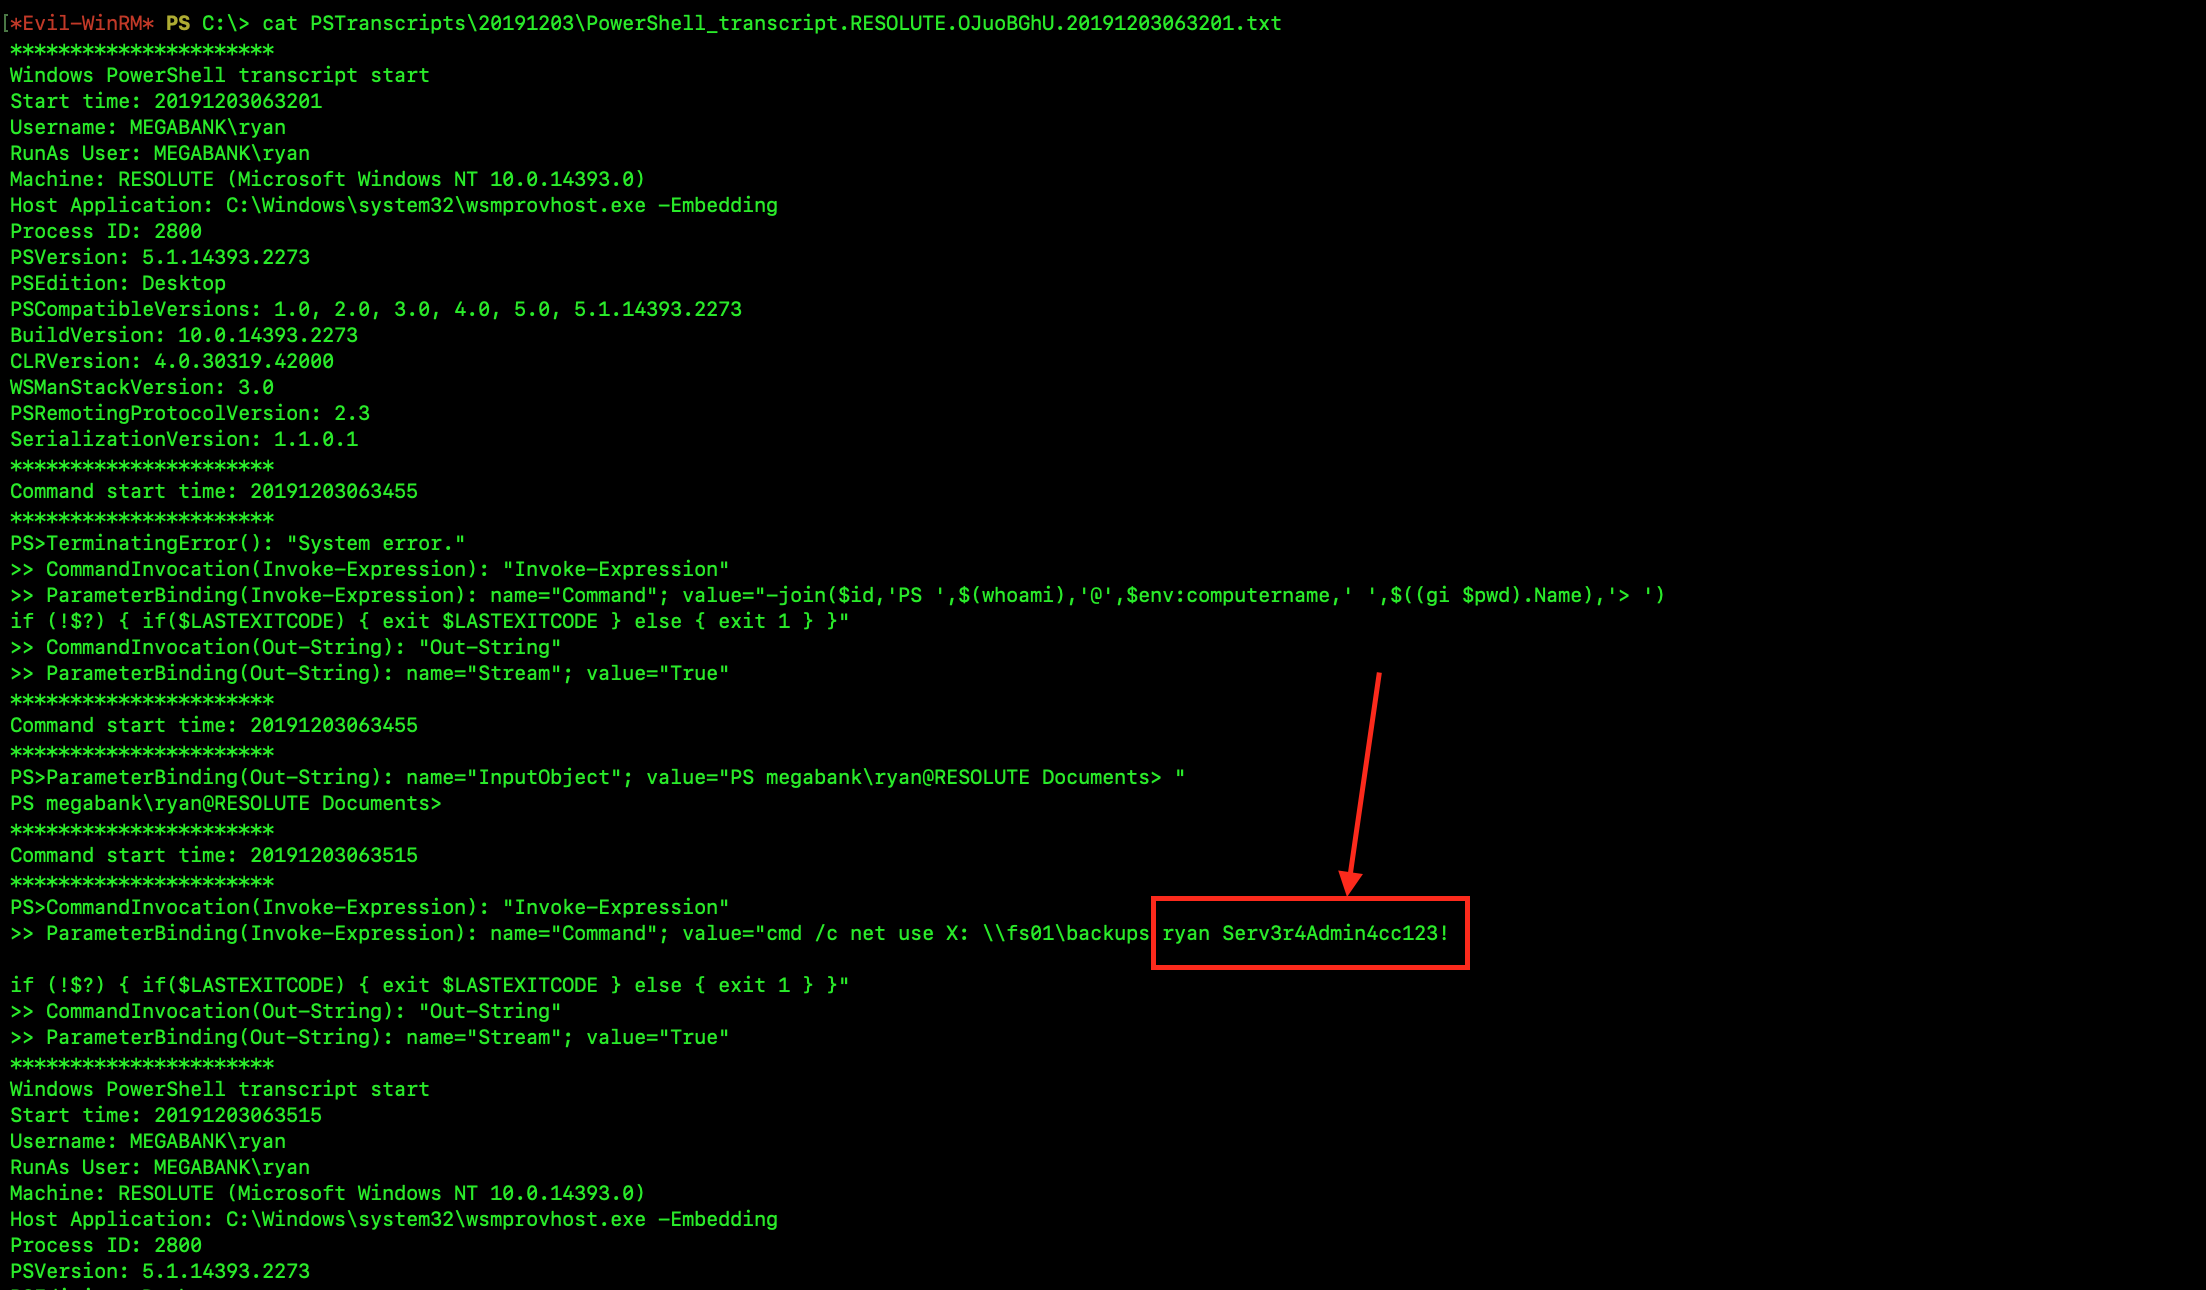 [*Evil-WinRM* PS C:\> cat PSTranscripts\20191203\PowerShell_transcript.RESOLUTE.OJuoBGhU.20191203063201.txt
**********************
Windows PowerShell transcript start
Start time: 20191203063201
Username: MEGABANK\ryan
RunAs User: MEGABANK\ryan
Machine: RESOLUTE (Microsoft Windows NT 10.0.14393.0)
Host Application: C:\Windows\system32\wsmprovhost.exe -Embedding
Process ID: 2800
PSVersion: 5.1.14393.2273
PSEdition: Desktop
PSCompatibleVersions: 1.0, 2.0, 3.0, 4.0, 5.0, 5.1.14393.2273
BuildVersion: 10.0.14393.2273
CLRVersion: 4.0.30319.42000
WSManStackVersion: 3.0
PSRemotingProtocolVersion: 2.3
SerializationVersion: 1.1.0.1
**********************
Command start time: 20191203063455
**********************
PS>TerminatingError(): "System error."
>> CommandInvocation(Invoke-Expression): "Invoke-Expression"
>> ParameterBinding(Invoke-Expression): name="Command"; value="-join($id,'PS ',$(whoami),'@',$env:computername,' ',$((gi $pwd).Name),'> ')
if (!$?) { if($LASTEXITCODE) { exit $LASTEXITCODE } else { exit 1 } }"
>> CommandInvocation(Out-String): "Out-String"
>> ParameterBinding(Out-String): name="Stream"; value="True"
**********************
Command start time: 20191203063455
**********************
PS>ParameterBinding(Out-String): name="InputObject"; value="PS megabank\ryan@RESOLUTE Documents> "
PS megabank\ryan@RESOLUTE Documents>
**********************
Command start time: 20191203063515
**********************
PS>CommandInvocation(Invoke-Expression): "Invoke-Expression"
>> ParameterBinding(Invoke-Expression): name="Command"; value="cmd /c net use X: \\fs01\backups ryan Serv3r4Admin4cc123!
if (!$?) { if($LASTEXITCODE) { exit $LASTEXITCODE } else { exit 1 } }"
>> CommandInvocation(Out-String): "Out-String"
>> ParameterBinding(Out-String): name="Stream"; value="True"
**********************
Windows PowerShell transcript start
Start time: 20191203063515
Username: MEGABANK\ryan
RunAs User: MEGABANK\ryan
Machine: RESOLUTE (Microsoft Windows NT 10.0.14393.0)
Host Application: C:\Windows\system32\wsmprovhost.exe -Embedding
Process ID: 2800
PSVersion: 5.1.14393.2273